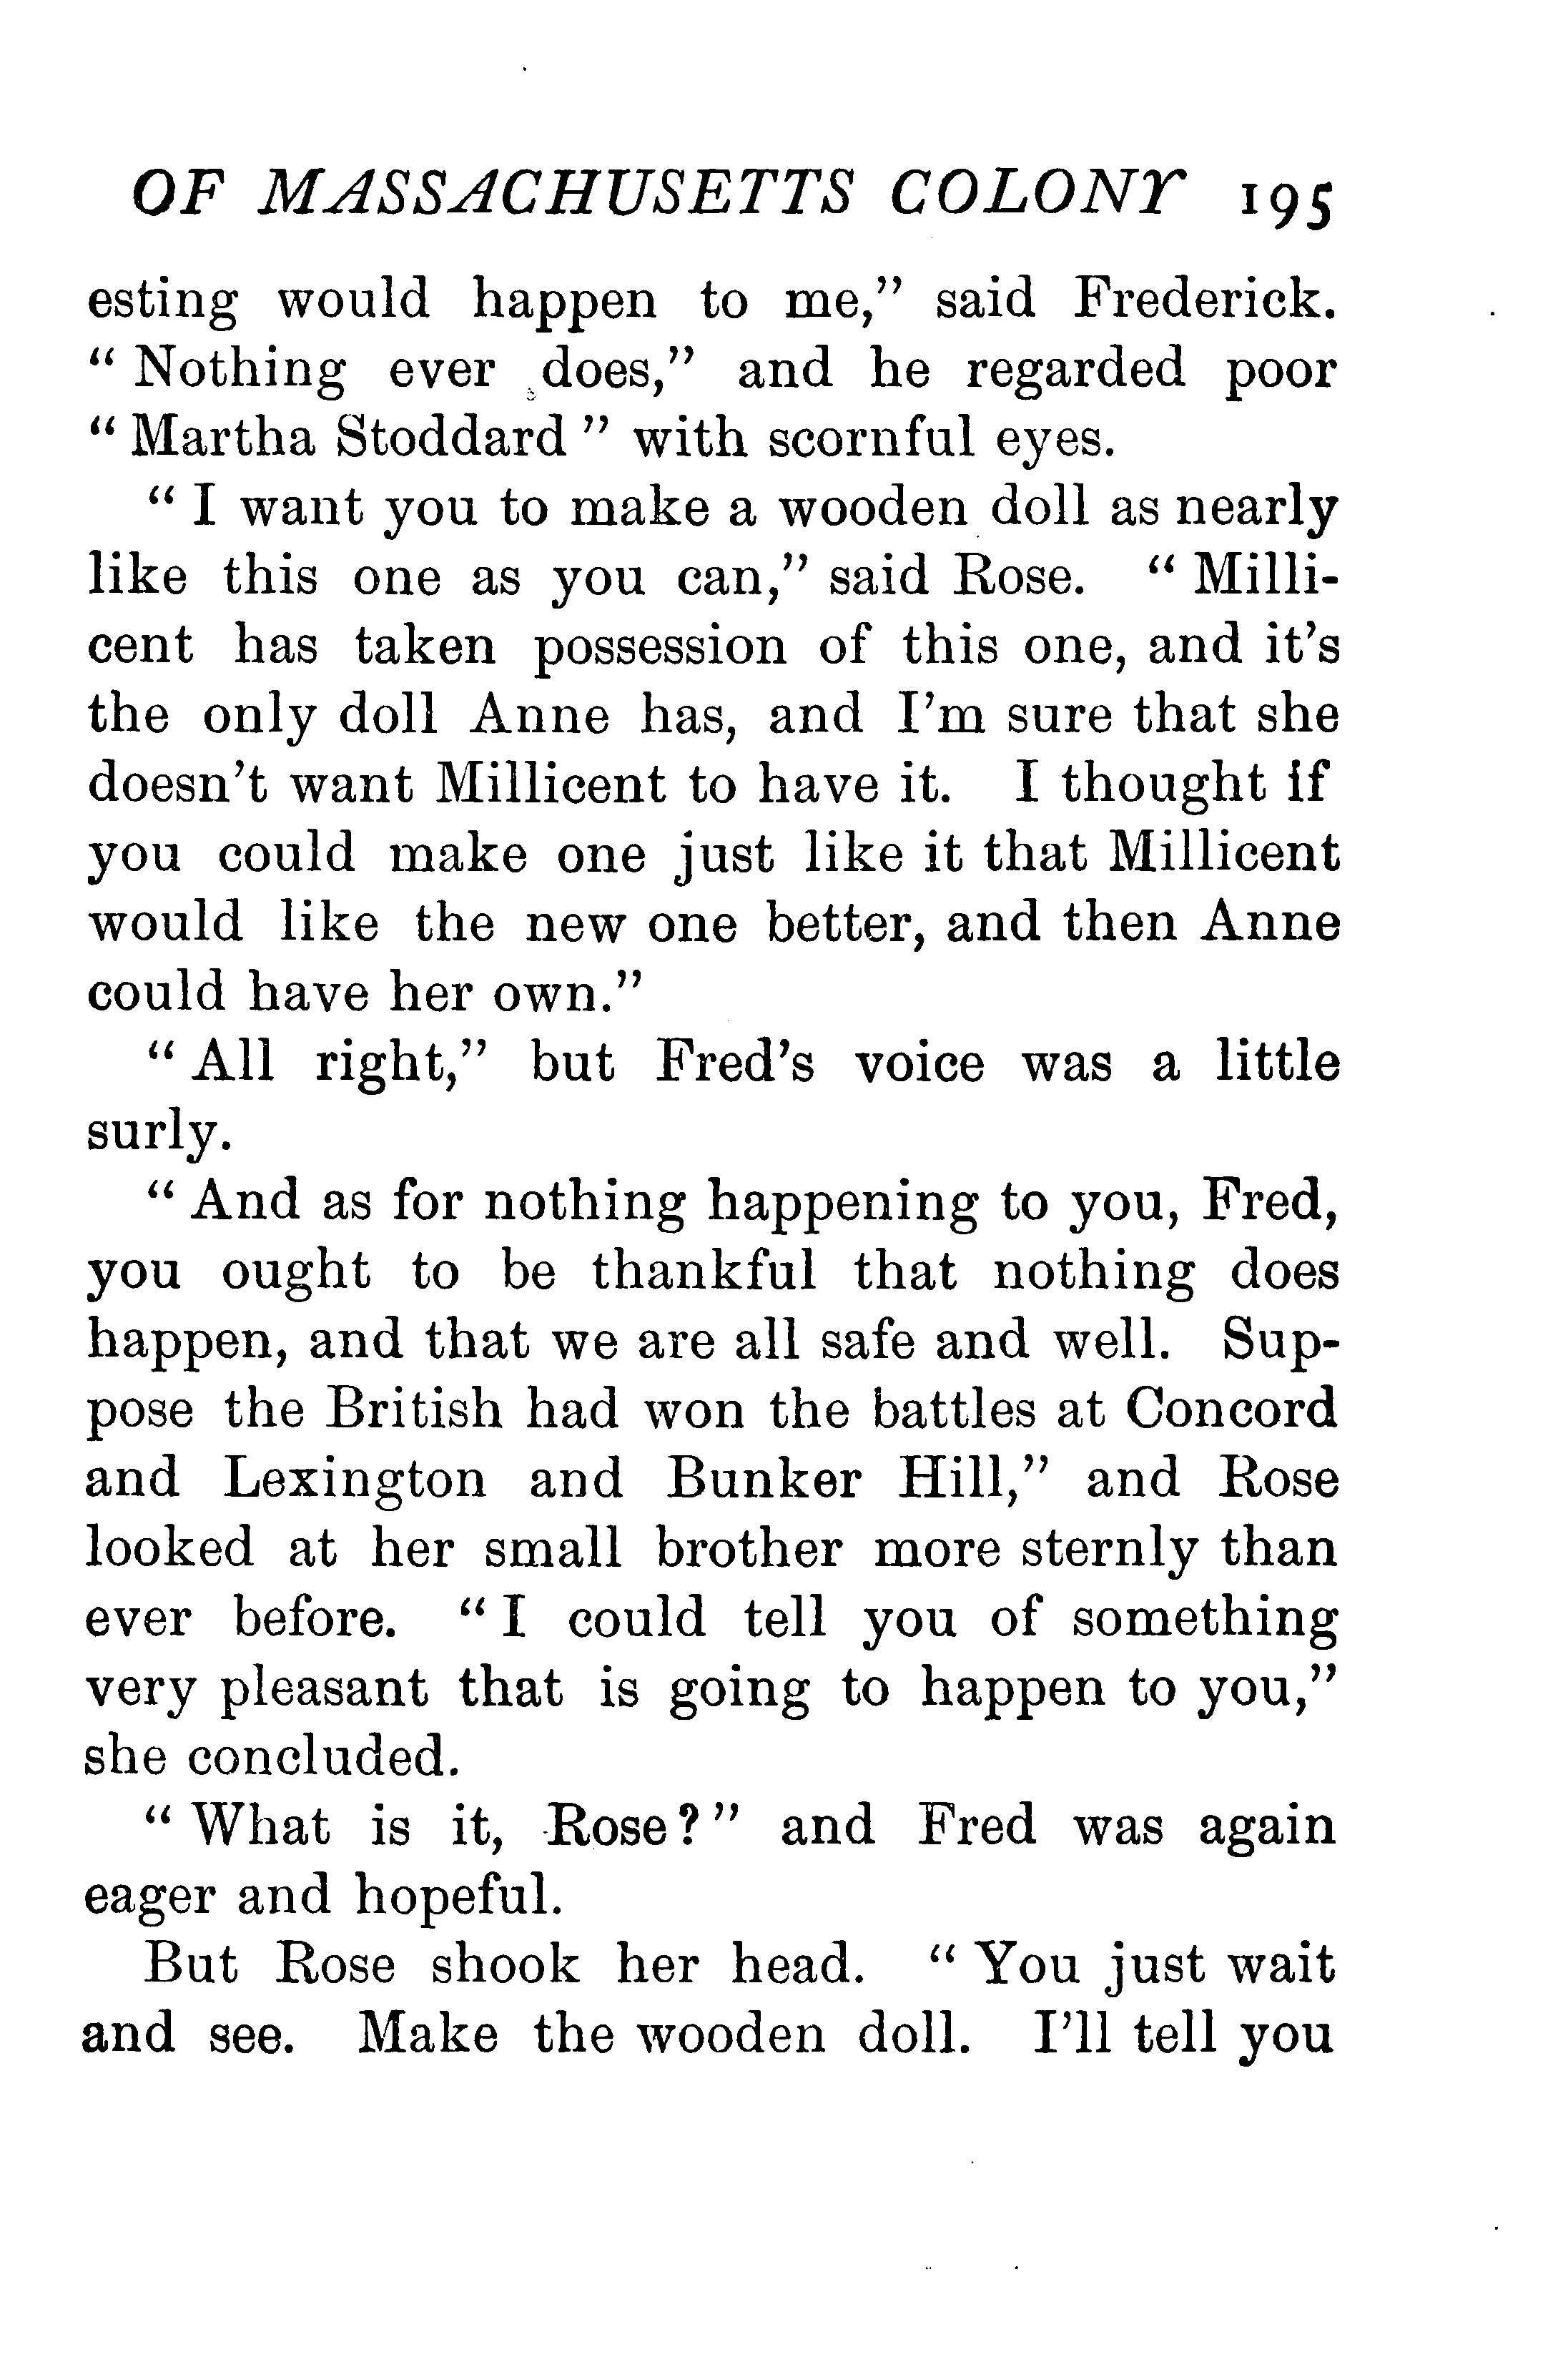 OF MASSACHUSETTS COLONY 195
esting would happen to me,” said Frederick.
“ Nothing ever does,” and he regarded poor
“ Martha Stoddard ” with scornful eyes.
“ I want you to make a wooden doll as nearly
like this one as you can,” said Rose. “ Milli-
cent has taken possession of this one, and it’s
the only doll Anne has, and I’m sure that she
doesn’t want Millicent to have it. I thought if
you could make one just like it that Millicent
would like the new one better, and then Anne
could have her own.”
“ All right,” but Fred’s voice was a little
surly.
“ And as for nothing happening to you, Fred,
you ought to be thankful that nothing does
happen, and that we are all safe and well. Sup-
pose the British had won the battles at Concord
and Lexington and Bunker Hill,” and Rose
looked at her small brother more sternly than
ever before. “ I could tell you of something
very pleasant that is going to happen to you,”
she concluded.
“ What is it, Rose ? ” and Fred was again
eager and hopeful.
But Rose shook her head. “ You just wait
and see. Make the wooden doll. I’ll tell you